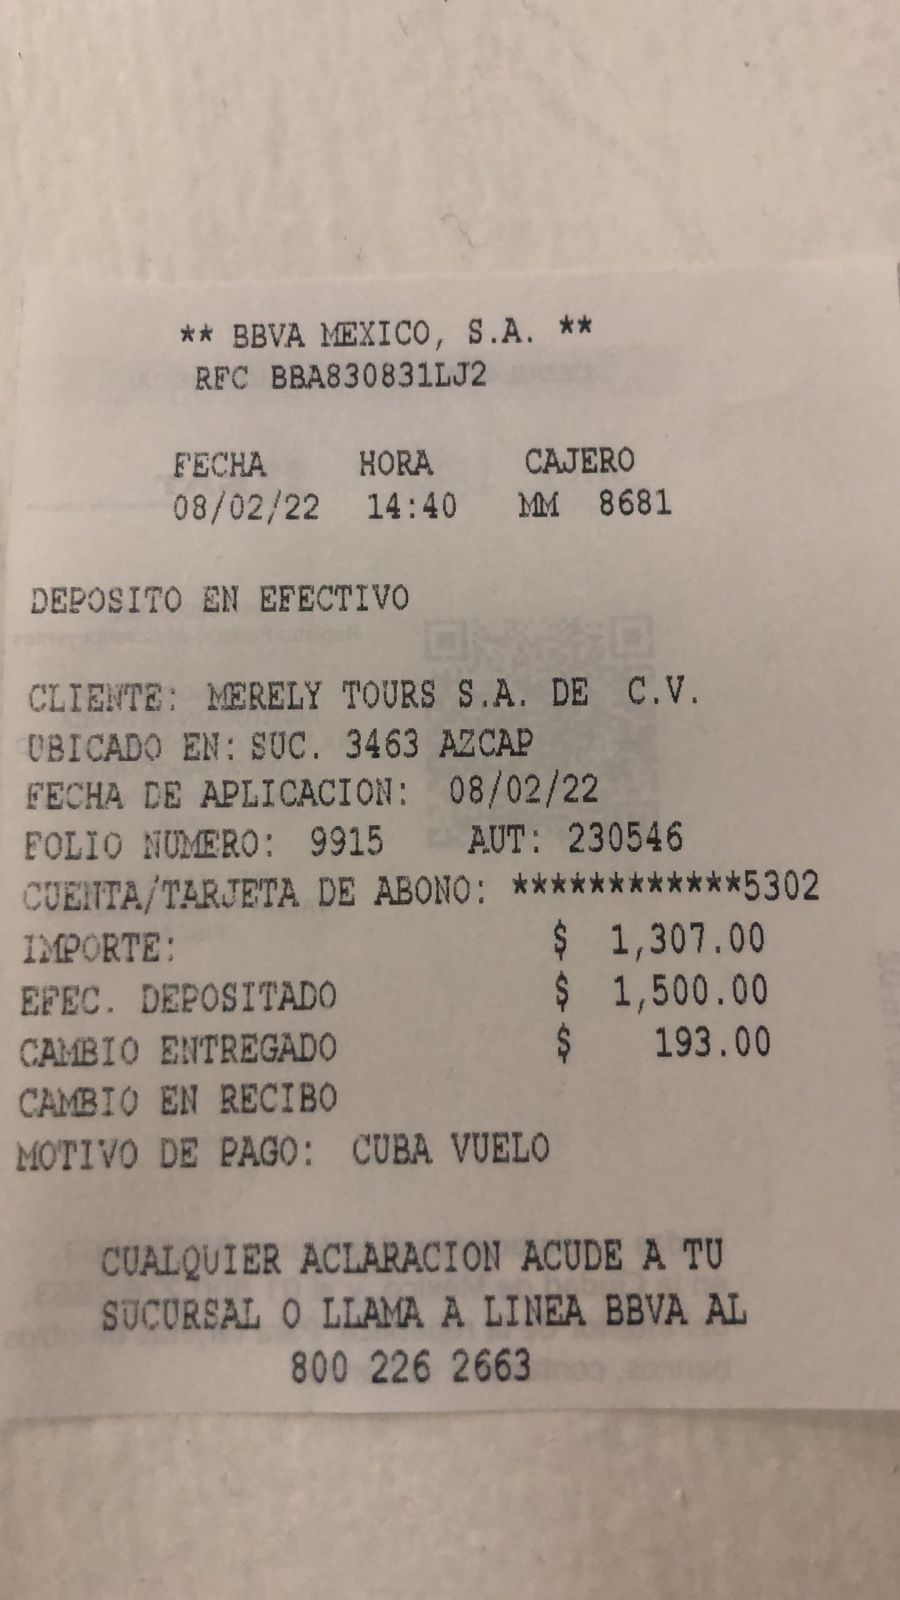 ** BBVA MEXICO, S.A. **
RFC BBA830831LJ2
FECHA HORA CAJERO
08/02/22 14:40 MM 8681
DEPOSITO EN EFECTIVO
CLIENTE: MERELY TOURS S.A. DE C.V.
UBICADO EN: SUC. 3463 AZCAP
FECHA DE APLICACION: 08/02/22
FOLIO NUMERO: 9915 AUT: 230546
CUENTA/TARJETA DE ABONO: ************5302
IMPORTE: $ 1,307.00
EFEC. DEPOSITADO $ 1,500.00
CAMBIO ENTREGADO $ 193.00
CAMBIO EN RECIBO
MOTIVO DE PAGO: CUBA VUELO
CUALQUIER ACLARACION ACUDE A TU
SUCURSAL O LLAMA A LINEA BBVA AL
800 226 2663